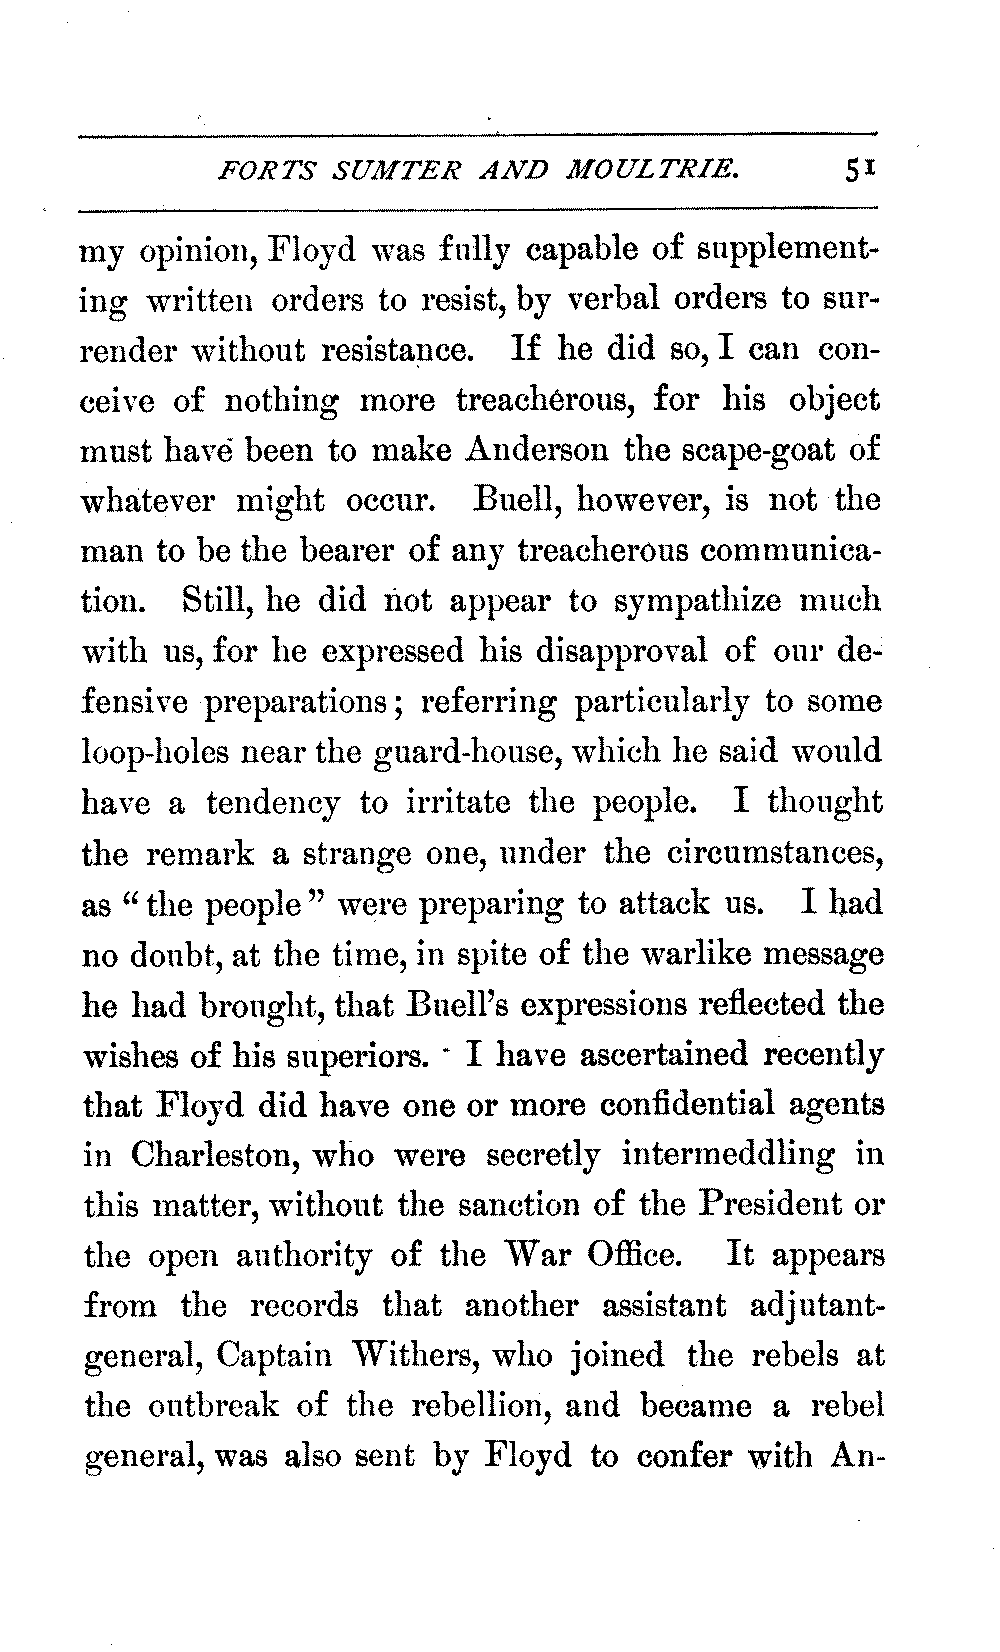 FORTS SUMTER AND MOULTRIE. 51
my opinion, Floyd was fully capable of supplement-
ing written orders to resist, by verbal orders to sur-
render without resistance. If he did so, I can con-
ceive of nothing more treacherous, for his object
must have been to make Anderson the scape-goat of
whatever might occur. Buell, however, is not the
man to be the bearer of any treacherous communica-
tion. Still, he did not appear to sympathize much
with us, for he expressed his disapproval of our de-
fensive preparations; referring particularly to some
loop-holes near the guard-house, which he said would
have a tendency to irritate the people. I thought
the remark a strange one, under the circumstances,
as "the people" were preparing to attack us. I had
no doubt, at the time, in spite of the warlike message
he had brought, that Buell's expressions reflected the
wishes of his superiors. I have ascertained recently
that Floyd did have one or more confidential agents
in Charleston, who were secretly intermeddling in
this matter, without the sanction of the President or
the open authority of the War Office. It appears
from the records that another assistant adjutant-
general, Captain Withers, who joined the rebels at
the outbreak of the rebellion, and became a rebel
general, was also sent by Floyd to confer with An-